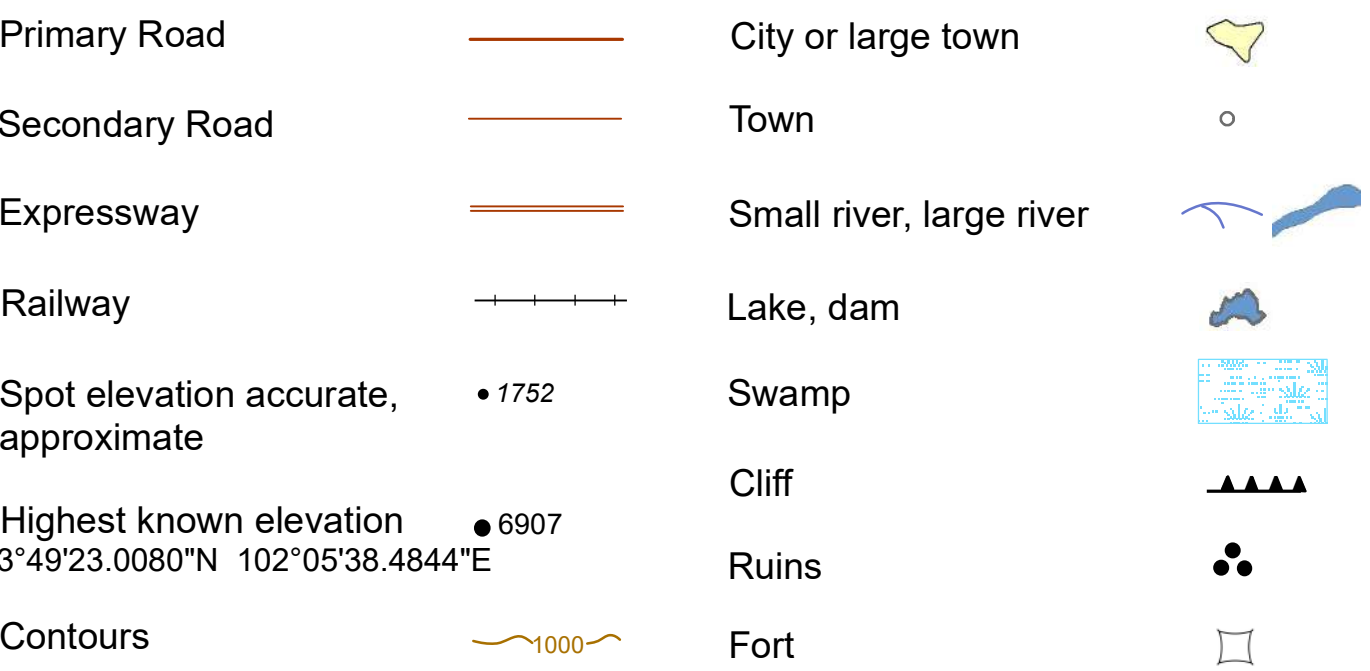 Primary Road
Secondary Road
Expressway
Railway
Spot elevation accurate,
approximate
1752
Highest known elevation
6907
3°49'23.0080"N 102°05'38.4844"E
Contours
1000
City or large town
Town
Small river, large river
Lake, dam
Swamp
Cliff
Ruins
Fort